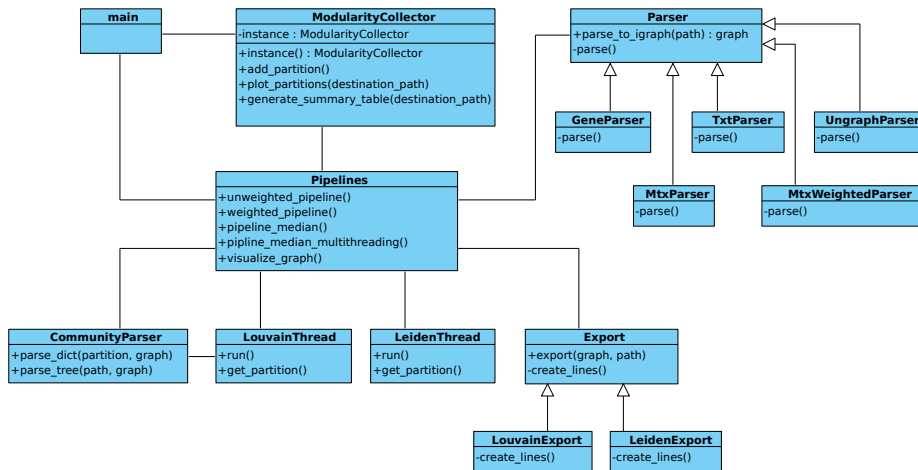 main
ModularityCollector
-instance : ModularityCollector
+instance() : ModularityCollector
+add_partition()
+plot_partitions(destination_path)
+generate_summary_table(destination_path)
Parser
+parse_to_igraph(path) : graph
-parse()
GeneParser
-parse()
TxtParser
-parse()
UngraphParser
-parse()
MtxParser
-parse()
MtxWeightedParser
-parse()
Pipelines
+unweighted_pipeline()
+weighted_pipeline()
+pipeline_median()
+pipline_median_multithreading()
+visualize_graph()
CommunityParser
+parse_dict(partition, graph)
+parse_tree(path, graph)
LouvainThread
+run()
+get_partition()
LeidenThread
+run()
+get_partition()
Export
+export(graph, path)
-create_lines()
LouvainExport
-create_lines()
LeidenExport
-create_lines()